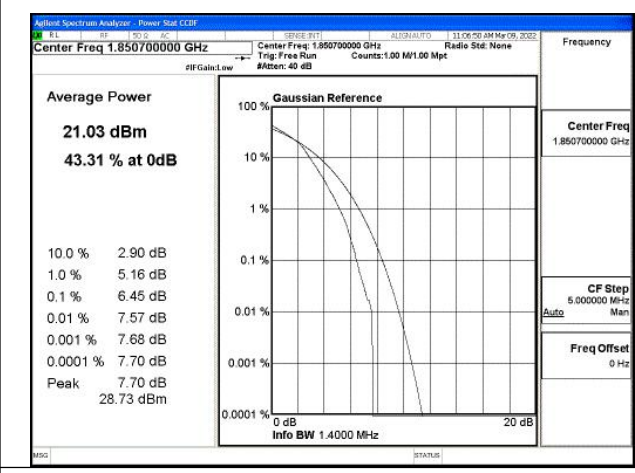 Agilent Spectrum Analyzer - Power Stat CCDF
RL RF 50 Ω AC SENSE:INT ALIGNAUTO 11:06:50 AM Mar 09, 2022
Center Freq 1.850700000 GHz
Center Freq: 1.850700000 GHz Radio Std: None
Trig: Free Run Counts:1.00 M/1.00 Mpt
#IFGain:Low #Atten: 40 dB
Frequency
Average Power
21.03 dBm
43.31 % at 0dB
10.0 % 2.90 dB
1.0 % 5.16 dB
0.1 % 6.45 dB
0.01 % 7.57 dB
0.001 % 7.68 dB
0.0001 % 7.70 dB
Peak 7.70 dB
28.73 dBm
Gaussian Reference
100 %
10 %
1 %
0.1 %
0.01 %
0.001 %
0.0001 %
0 dB 20 dB
Info BW 1.4000 MHz
Center Freq
1.850700000 GHz
CF Step
5.000000 MHz
Auto Man
Freq Offset
0 Hz
MSG STATUS